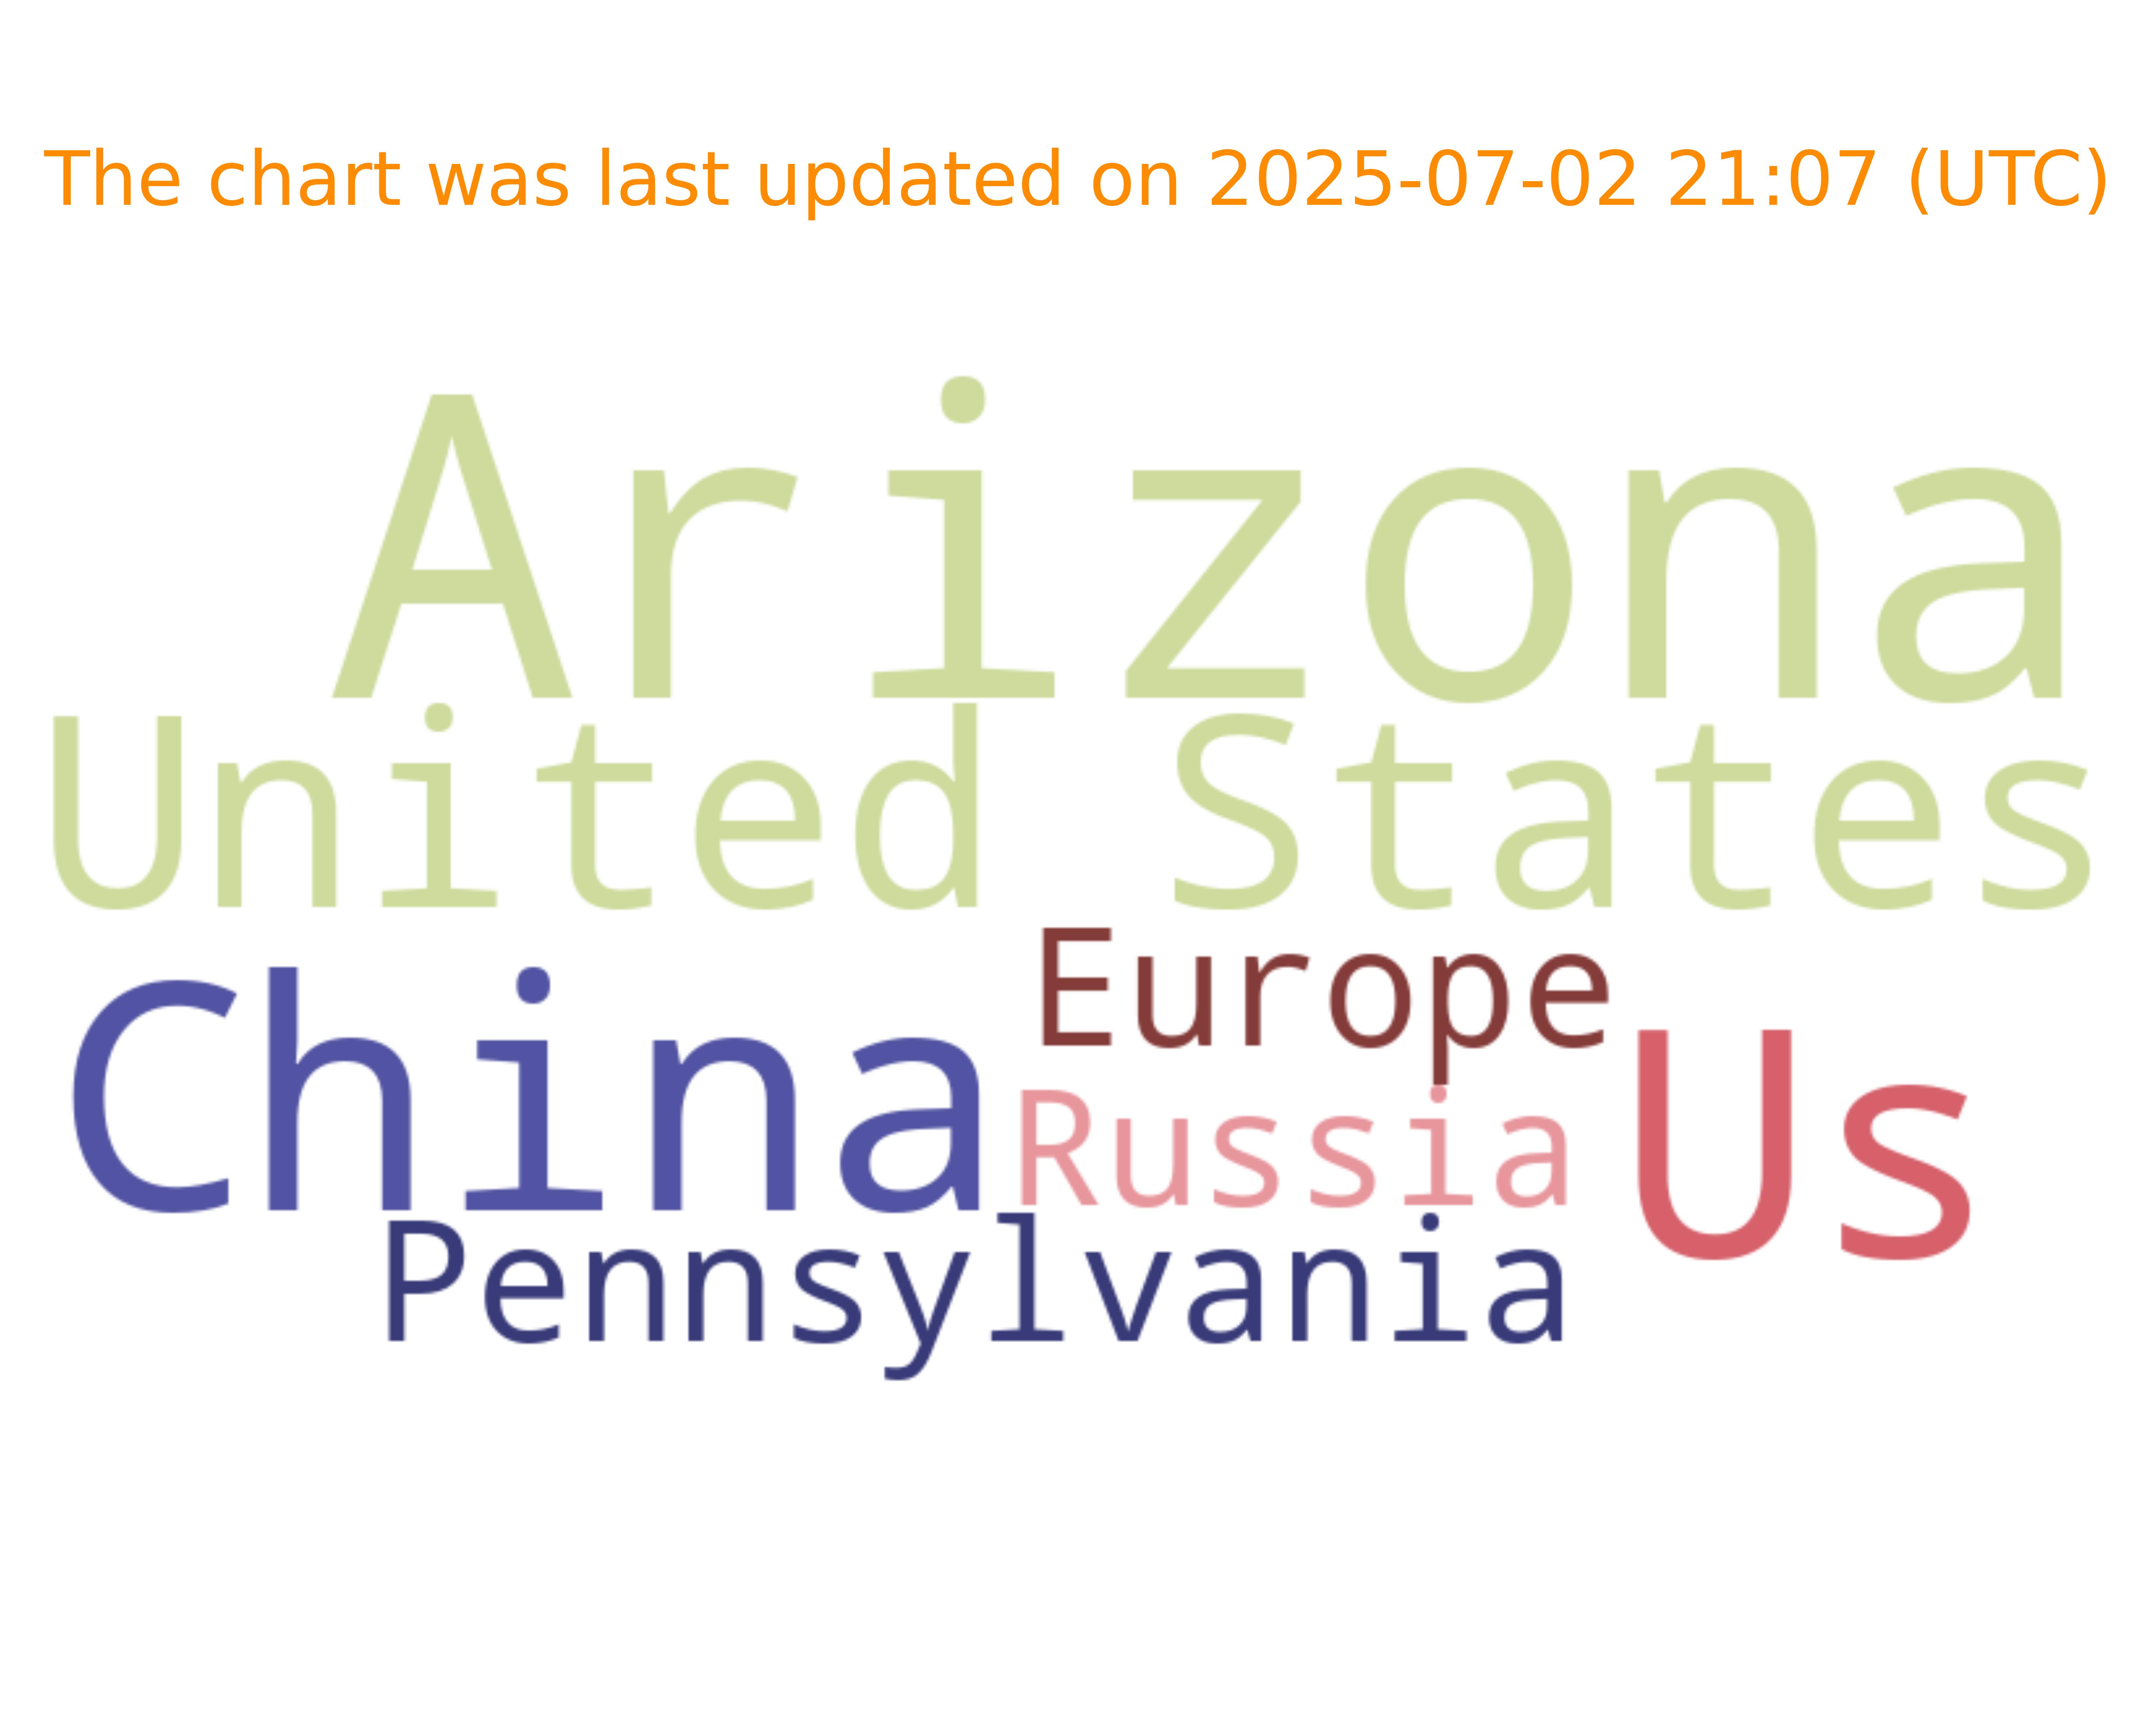 The chart was last updated on 2025-07-02 21:07 (UTC)
Arizona
United States
China
Europe
Russia
Us
Pennsylvania